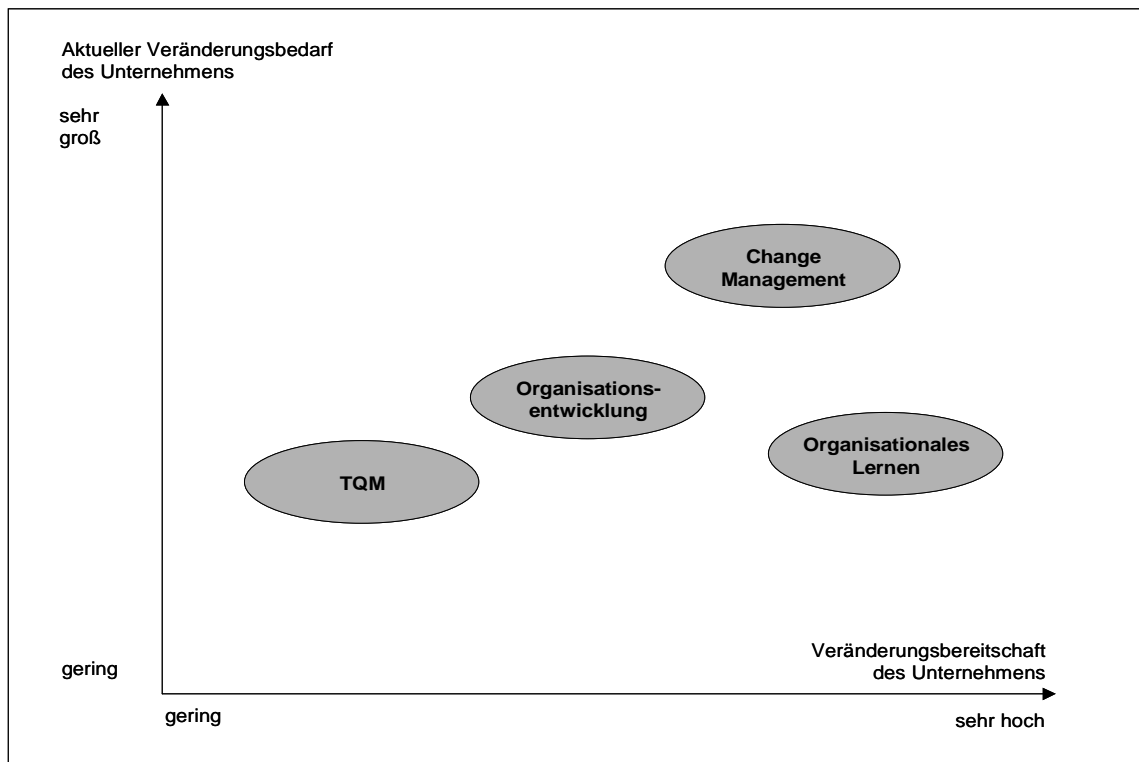 Aktueller Veränderungsbedarf
des Unternehmens
sehr
groß
Change
Management
Organisations-
entwicklung
Organisationales
Lernen
TQM
Veränderungsbereitschaft
des Unternehmens
gering
gering
sehr hoch